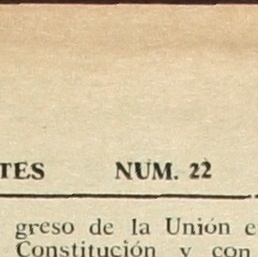 TES NUM. 22
greso de la Unión e
Constitución y con